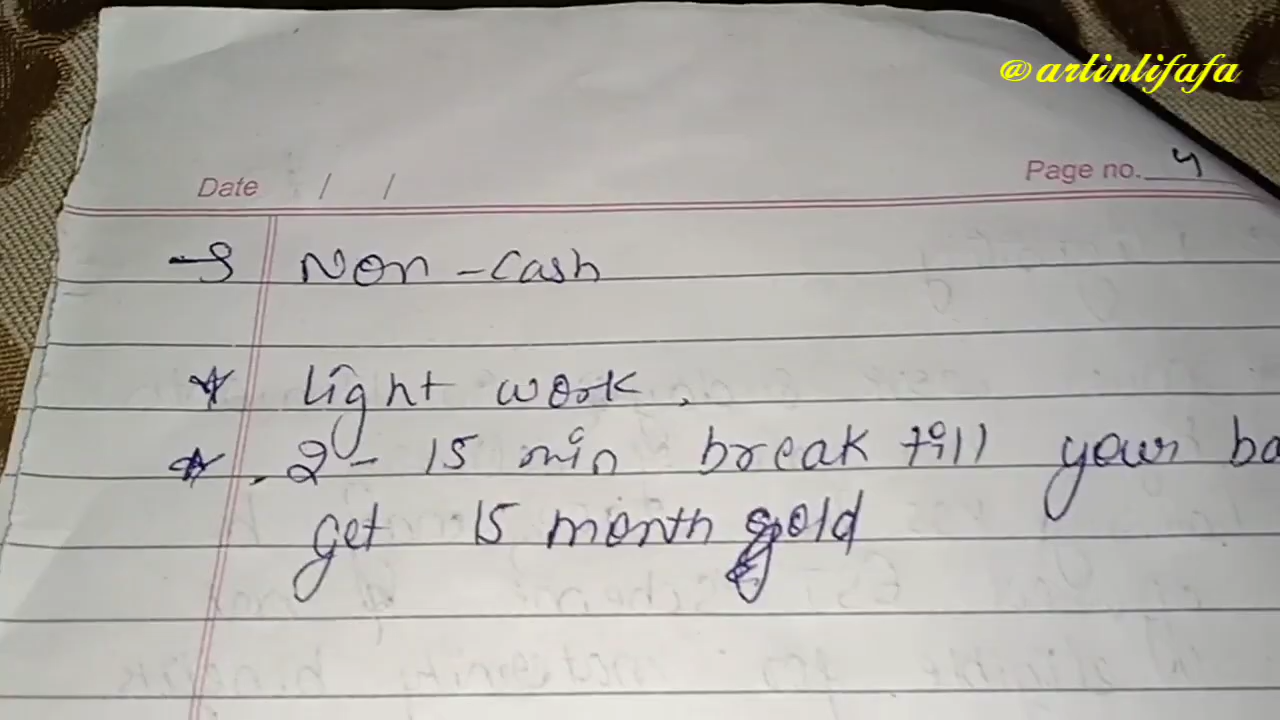 @artinlifafa
Date / /
Page no. 4
→ Non-Cash
☆ light work.
☆ . 2 - 15 min break till your ba
get 15 month gold